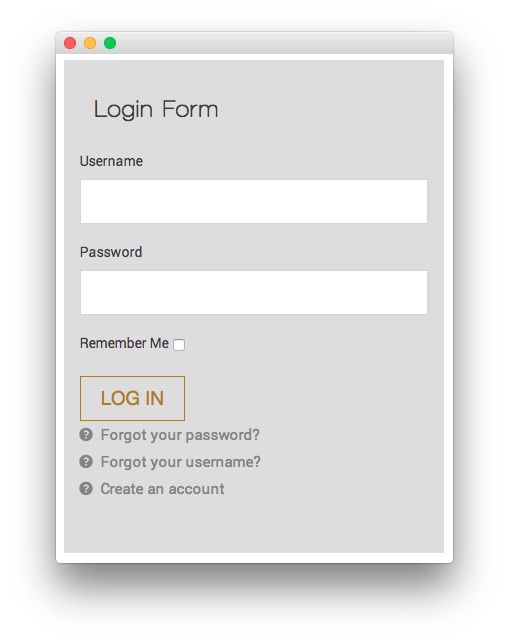 Login Form
Username
Password
Remember Me
LOG IN
Forgot your password?
Forgot your username?
Create an account